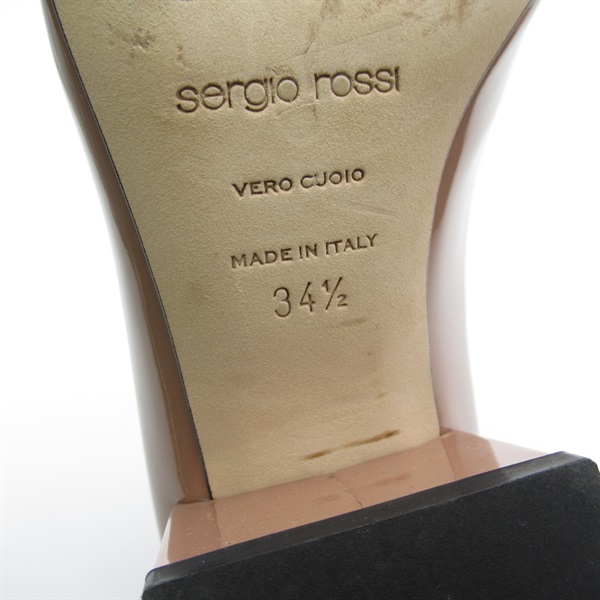 sergio rossi
VERO CUOIO
MADE IN ITALY
34½